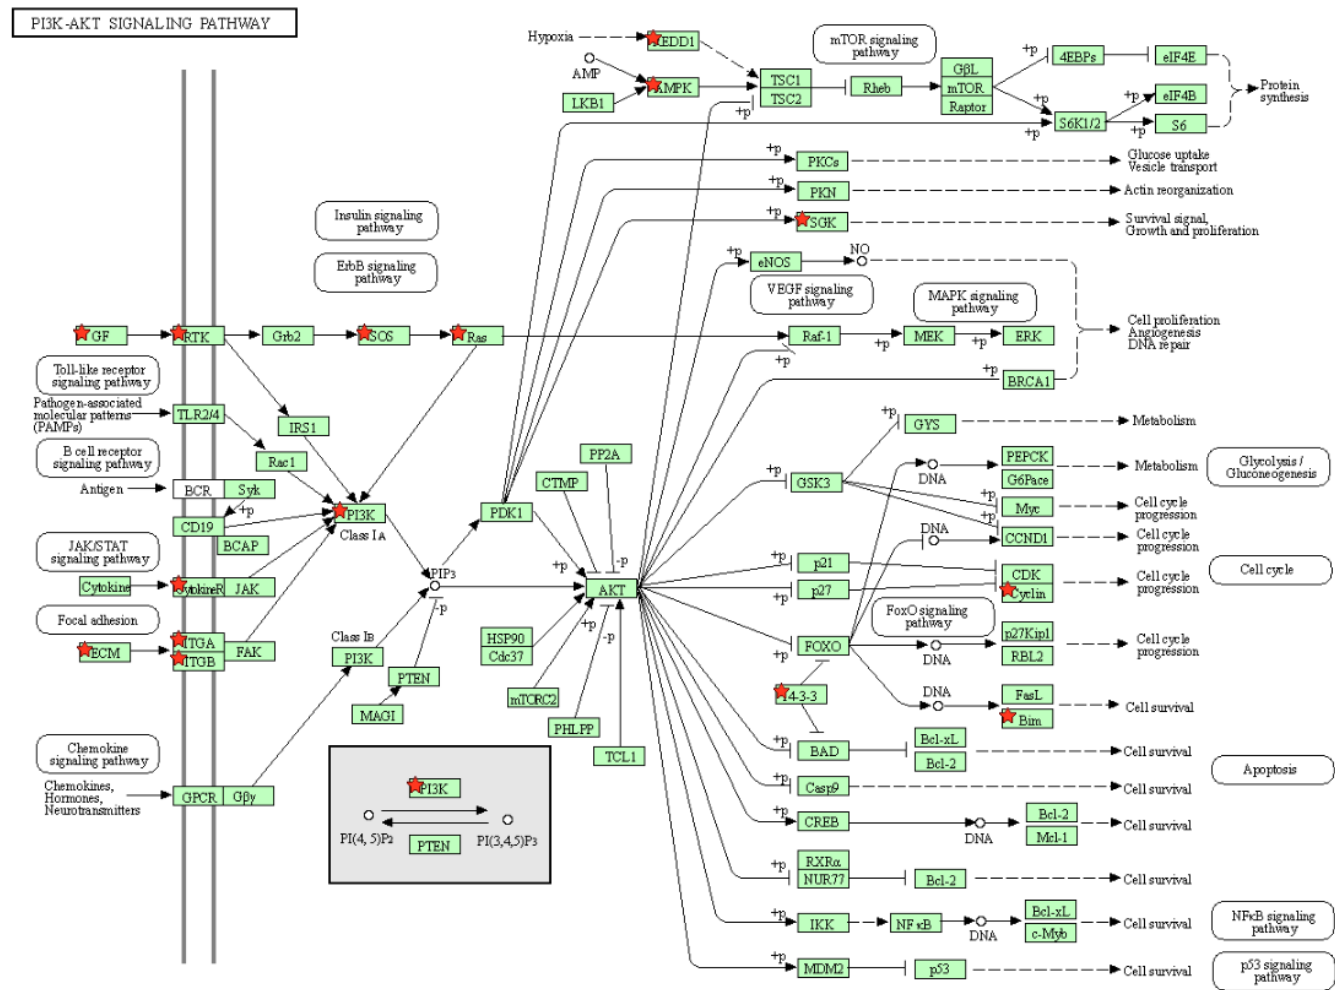 PI3K-AKT SIGNALING PATHWAY
Hypoxia
REDD1
mTOR signaling
pathway
AMP
AMPK
LKB1
TSC1
TSC2
+p
Rheb
GβL
mTOR
Raptor
+p
4EBPs
eIF4E
+p
S6K1/2
+p
+p
eIF4B
+p
S6
Protein
synthesis
+p
PKCs
Glucose uptake
Vesicle transport
+p
PKN
Actin reorganization
+p
SGK
Survival signal,
Growth and proliferation
Insulin signaling
pathway
ErbB signaling
pathway
+p
eNOS
NO
VEGF signaling
pathway
MAPK signaling
pathway
GF
RTK
Grb2
SOS
Ras
Raf-1
+p
+p
MEK
+p
ERK
Cell proliferation
Angiogenesis
DNA repair
+p
BRCA1
Toll-like receptor
signaling pathway
Pathogen-associated
molecular patterns
(PAMPs)
TLR2/4
IRS1
Rac1
B cell receptor
signaling pathway
Antigen
BCR
Syk
+p
CD19
BCAP
PI3K
Class IA
PDK1
CTMP
PP2A
+p
-p
+p
GSK3
+p
GYS
Metabolism
DNA
PEPCK
G6Pace
Metabolism
Glycolysis /
Gluconeogenesis
+p
Myc
Cell cycle
progression
+p
DNA
CCND1
Cell cycle
progression
JAK/STAT
signaling pathway
Cytokine
CytokineR
JAK
PIP3
-p
AKT
+p
p21
+p
p27
CDK
Cyclin
Cell cycle
progression
Cell cycle
Focal adhesion
ECM
ITGA
ITGB
FAK
Class IB
PI3K
PTEN
MAGI
HSP90
Cdc37
+p
-p
mTORC2
PHLPP
TCL1
FoxO signaling
pathway
FOXO
+p
DNA
p27Kip1
RBL2
Cell cycle
progression
14-3-3
DNA
FasL
Bim
Cell survival
Chemokine
signaling pathway
Chemokines,
Hormones,
Neurotransmitters
GPCR
Gβγ
PI3K
PI(4, 5)P2
PI(3,4,5)P3
PTEN
+p
BAD
Bcl-xL
Bcl-2
Cell survival
Apoptosis
+p
Casp9
Cell survival
+p
CREB
DNA
Bcl-2
Mcl-1
Cell survival
+p
RXRα
NUR77
Bcl-2
Cell survival
+p
IKK
NFκB
DNA
Bcl-xL
c-Myb
Cell survival
NFκB signaling
pathway
+p
MDM2
p53
Cell survival
p53 signaling
pathway